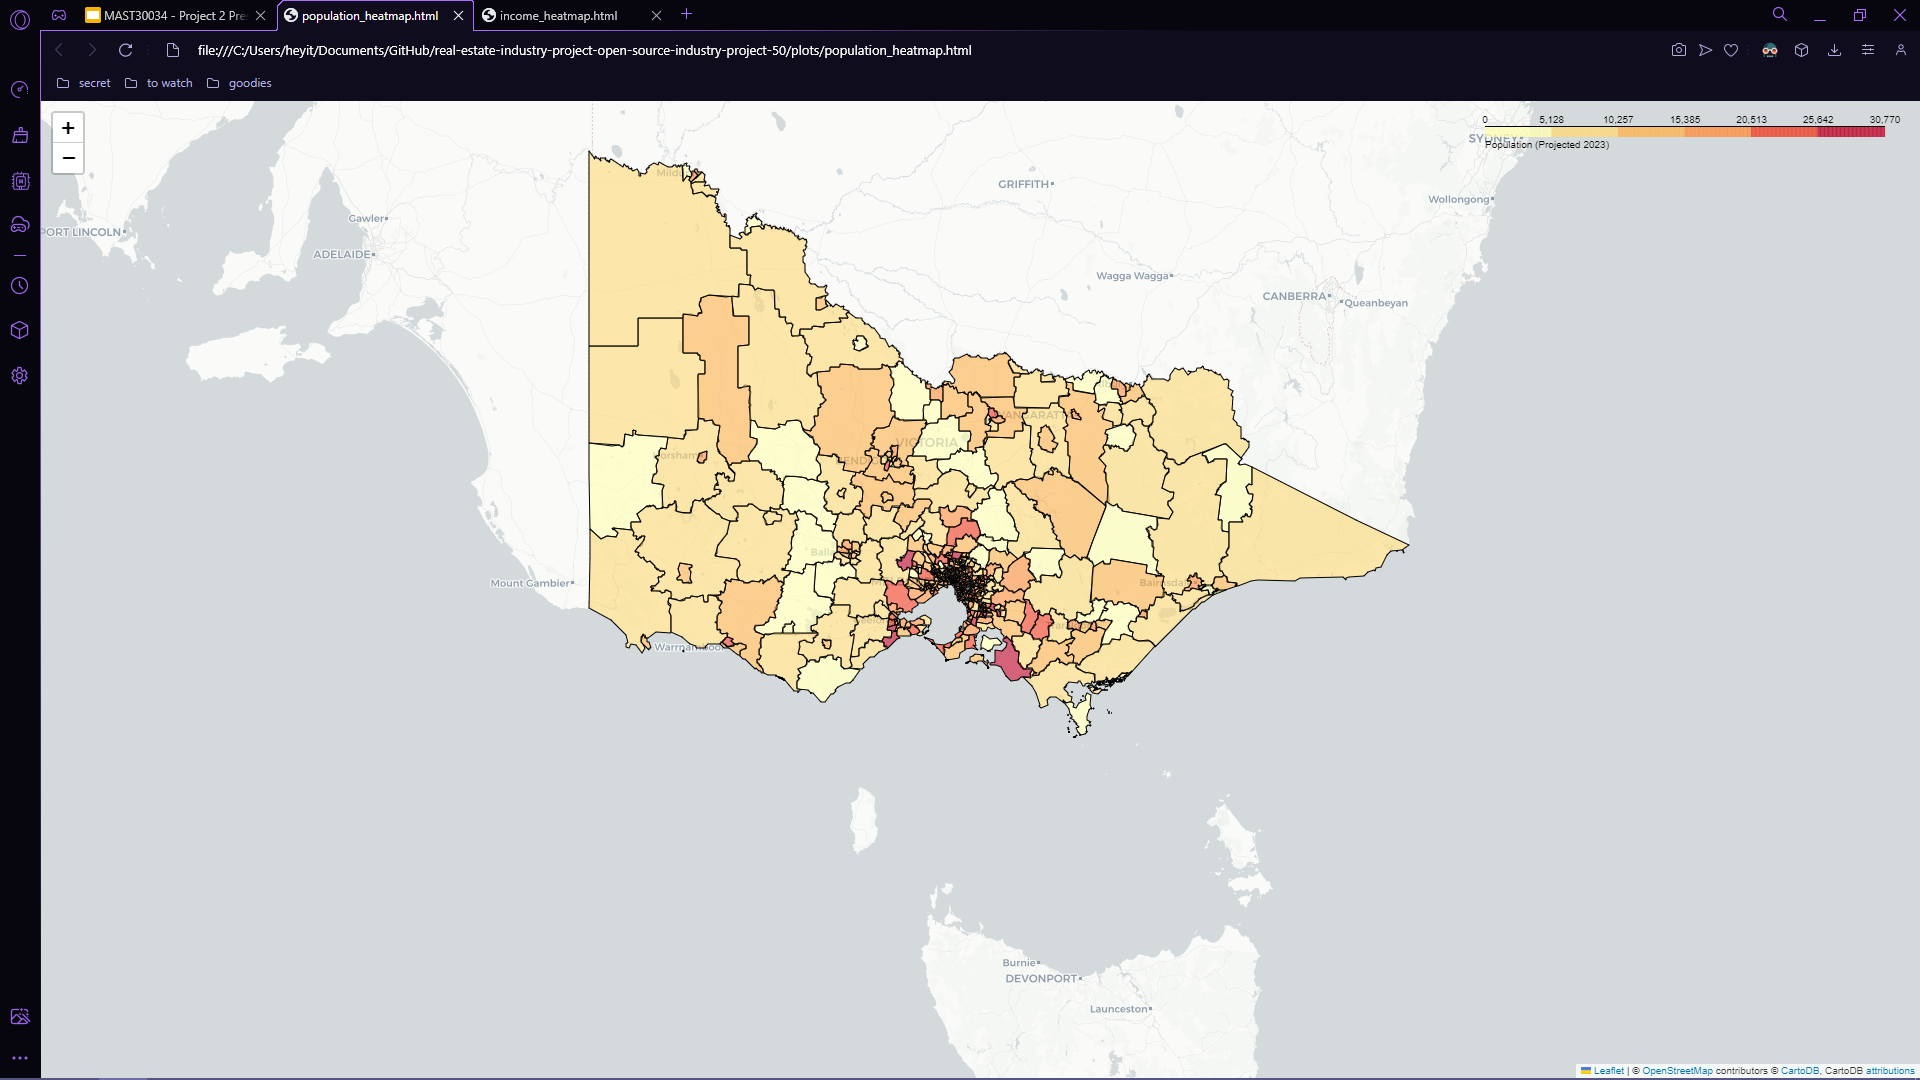 MAST30034 - Project 2 Pre
population_heatmap.html
income_heatmap.html
file:///C:/Users/heyit/Documents/GitHub/real-estate-industry-project-open-source-industry-project-50/plots/population_heatmap.html
secret
to watch
goodies
+
−
0 5,128 10,257 15,385 20,513 25,642 30,770
SYDNEY
Population (Projected 2023)
GRIFFITH
Wollongong
Gawler
PORT LINCOLN
ADELAIDE
Wagga Wagga
CANBERRA
Queanbeyan
VICTORIA
Mount Gambier
Burnie
DEVONPORT
Launceston
Leaflet | © OpenStreetMap contributors © CartoDB, CartoDB attributions